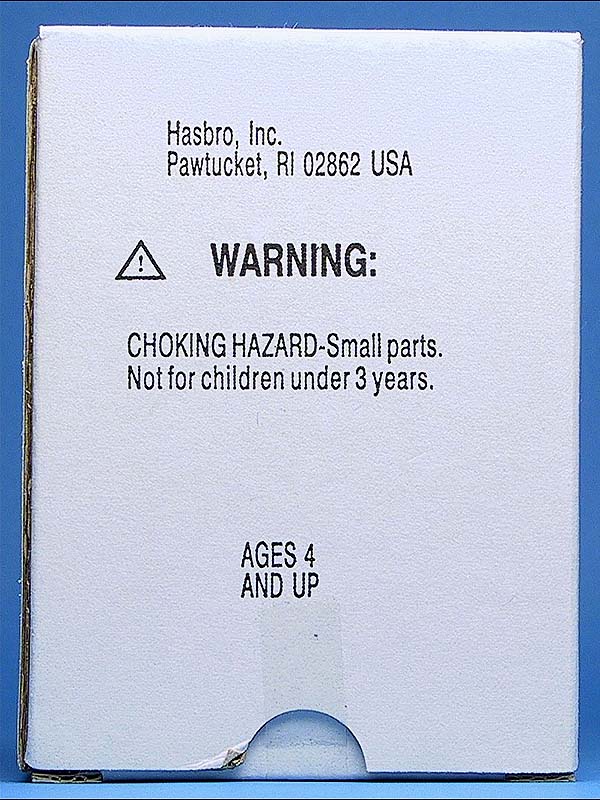 Hasbro, Inc.
Pawtucket, RI 02862 USA
WARNING:
CHOKING HAZARD-Small parts.
Not for children under 3 years.
AGES 4
AND UP